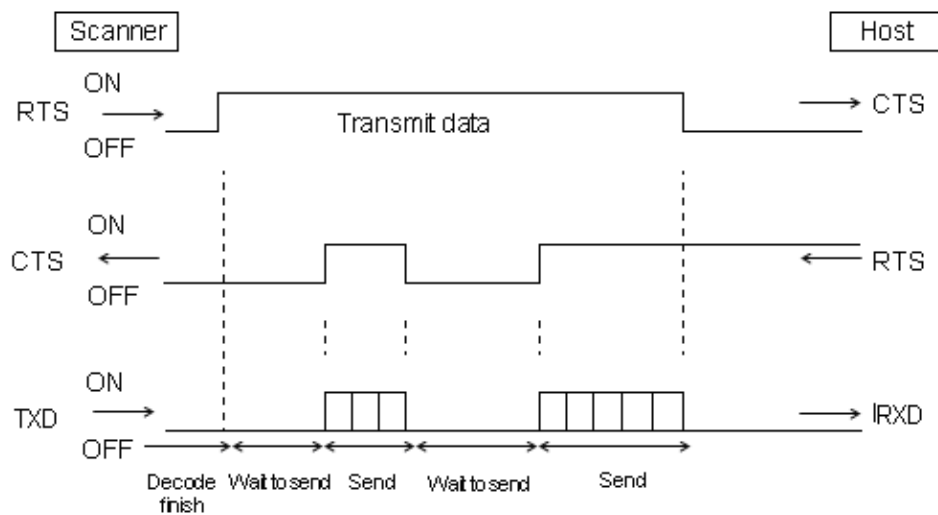 Scanner
Host
ON
RTS
CTS
OFF
Transmit data
ON
CTS
RTS
OFF
ON
TXD
RXD
OFF
Decode finish
Wait to send
Send
Wait to send
Send